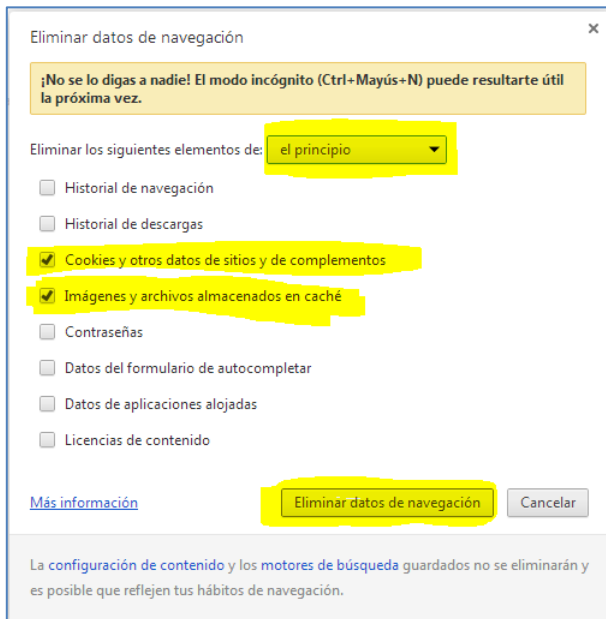 Eliminar datos de navegación
¡No se lo digas a nadie! El modo incógnito (Ctrl+Mayús+N) puede resultarte útil
la próxima vez.
Eliminar los siguientes elementos de: el principio
Historial de navegación
Historial de descargas
Cookies y otros datos de sitios y de complementos
Imágenes y archivos almacenados en caché
Contraseñas
Datos del formulario de autocompletar
Datos de aplicaciones alojadas
Licencias de contenido
Más información Eliminar datos de navegación Cancelar
La configuración de contenido y los motores de búsqueda guardados no se eliminarán y
es posible que reflejen tus hábitos de navegación.